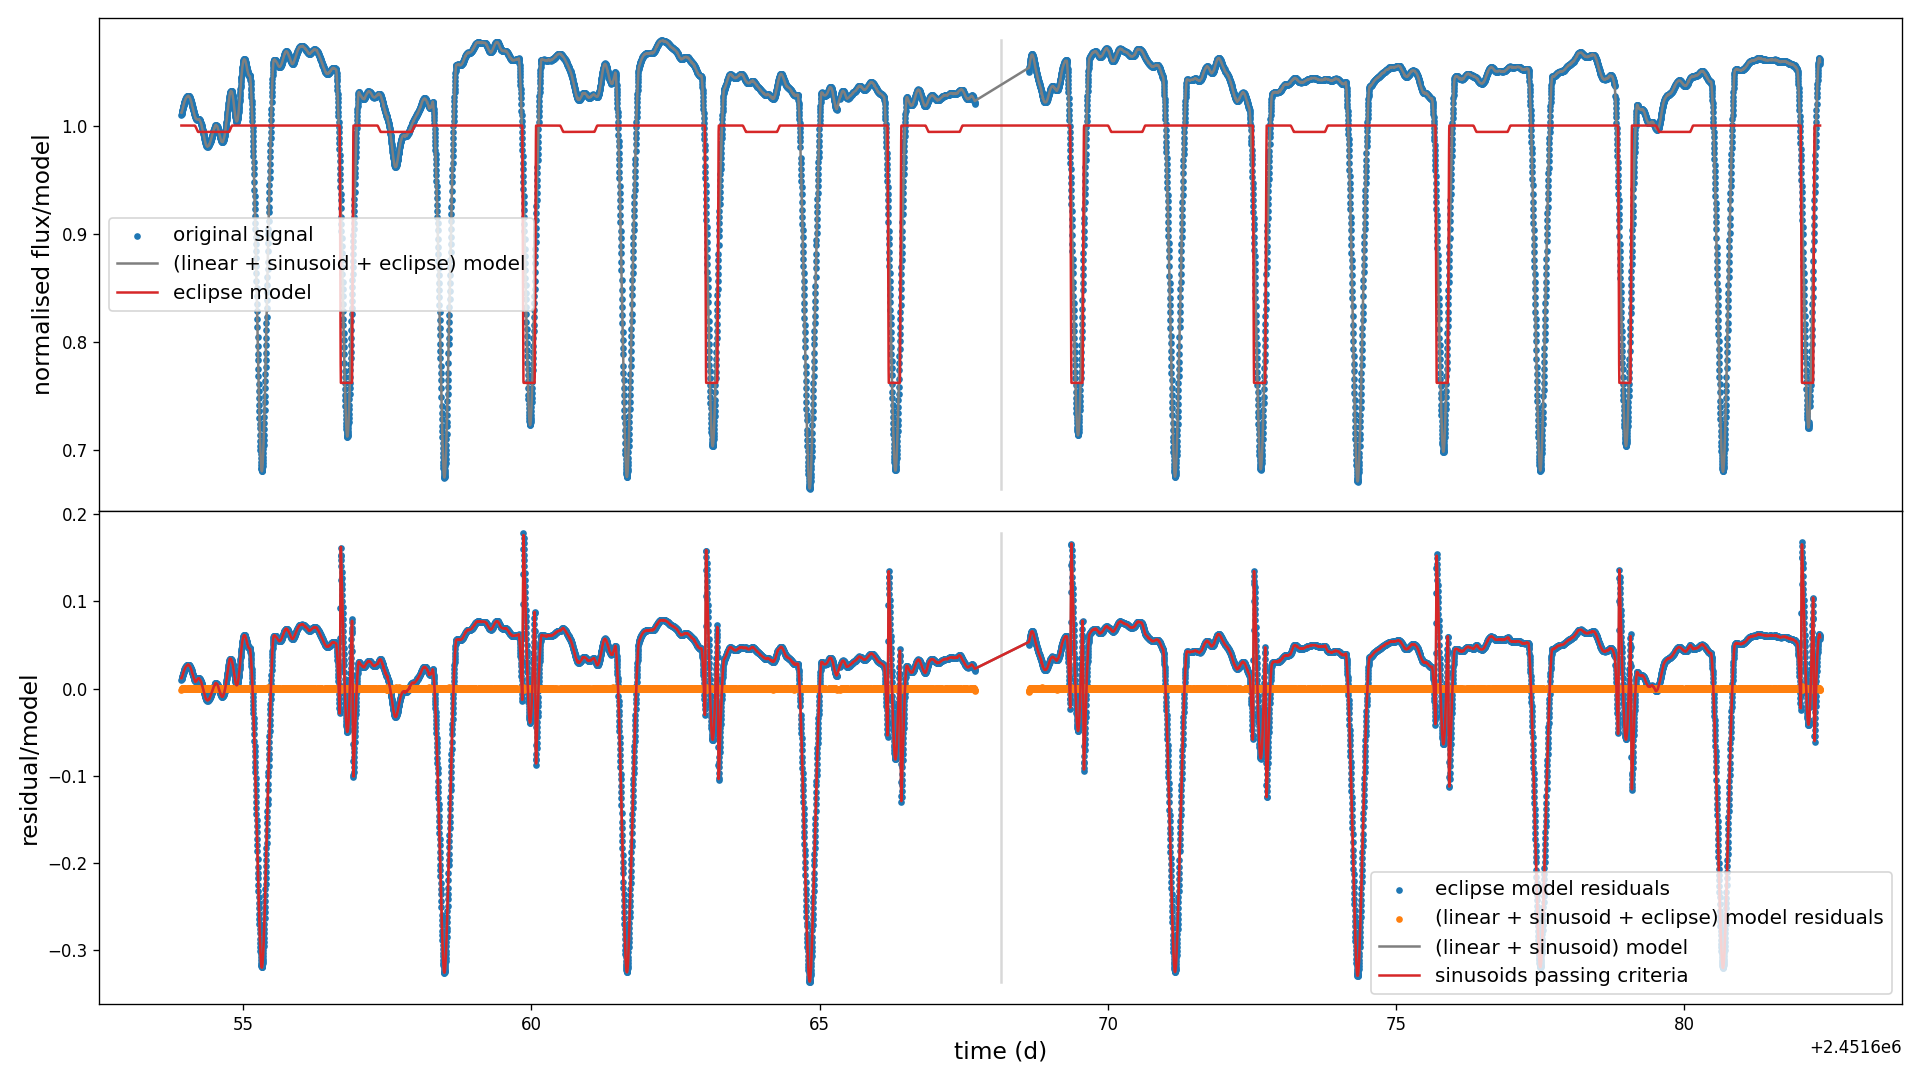 normalised flux/model
1.0
0.9
0.8
0.7
original signal
(linear + sinusoid + eclipse) model
eclipse model
residual/model
0.2
0.1
0.0
−0.1
−0.2
−0.3
eclipse model residuals
(linear + sinusoid + eclipse) model residuals
(linear + sinusoid) model
sinusoids passing criteria
55 60 65 70 75 80
time (d)
+2.4516e6